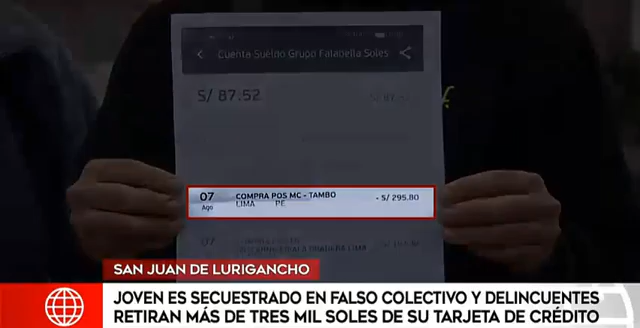 Cuenta Sueldo Grupo Falabella Soles
S/ 87.52
07 COMPRA POS MC - TAMBO - S/ 295.80
Ago LIMA PE
07
SAN JUAN DE LURIGANCHO
JOVEN ES SECUESTRADO EN FALSO COLECTIVO Y DELINCUENTES
RETIRAN MÁS DE TRES MIL SOLES DE SU TARJETA DE CRÉDITO